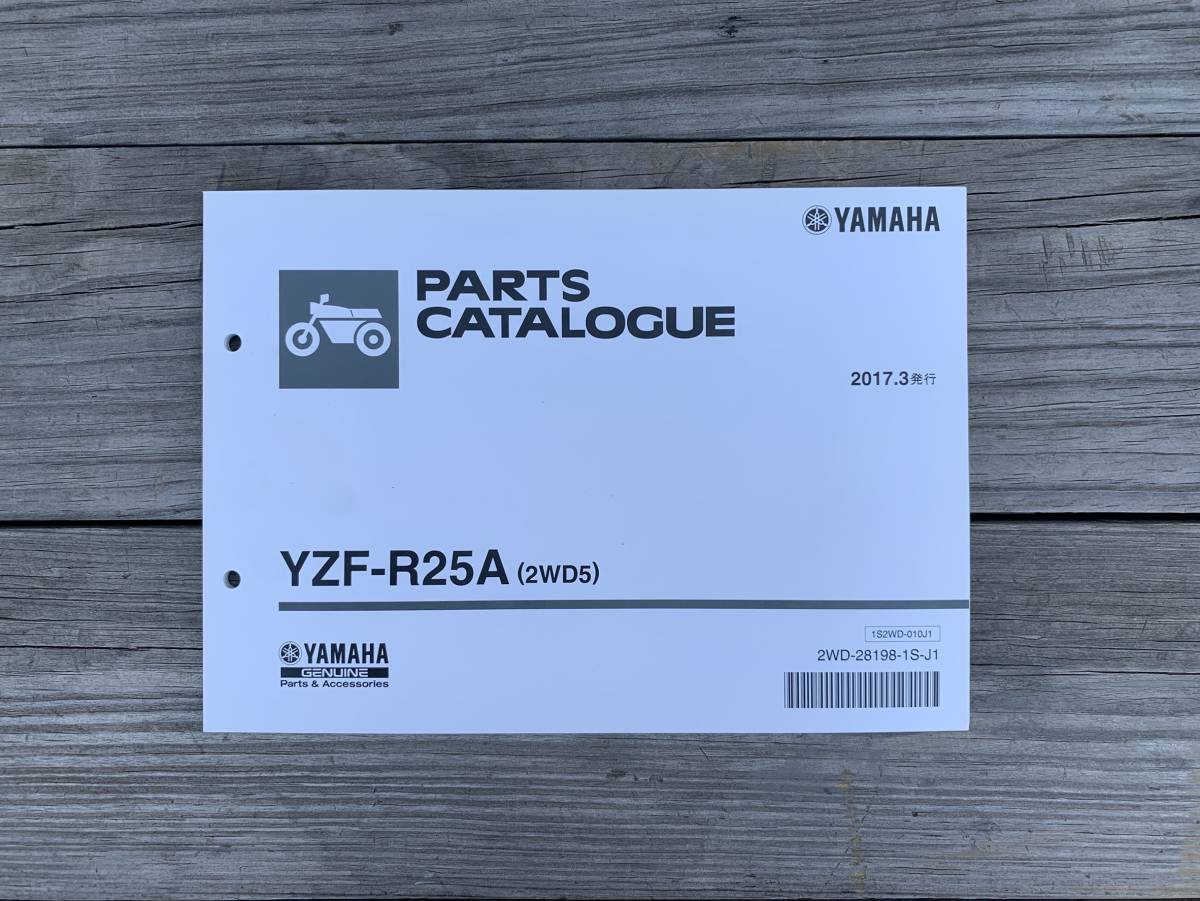 YAMAHA
PARTS
CATALOGUE
2017.3発行
YZF-R25A (2WD5)
1S2WD-010J1
2WD-28198-1S-J1
YAMAHA
GENUINE
Parts & Accessories